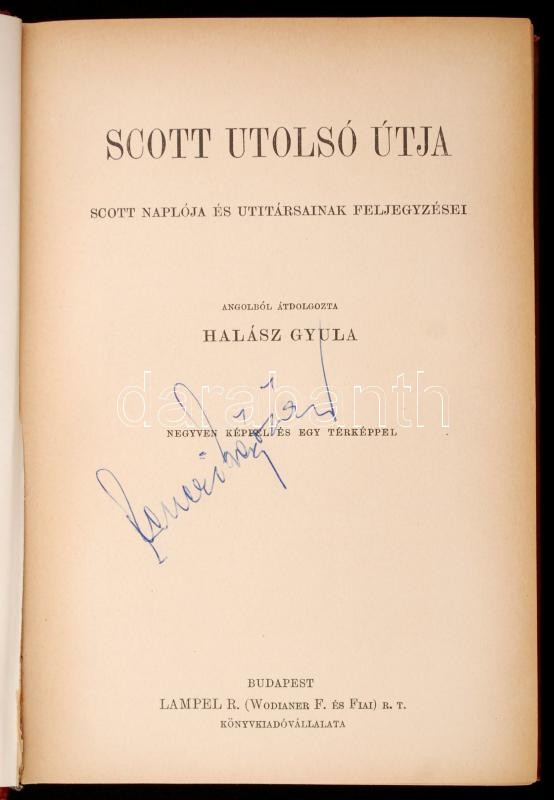 SCOTT UTOLSÓ ÚTJA
SCOTT NAPLÓJA ÉS UTITÁRSAINAK FELJEGYZÉSEI
ANGOLBÓL ÁTDOLGOZTA
HALÁSZ GYULA
darabanth
NEGYVEN KÉPPEL ÉS EGY TÉRKÉPPEL
BUDAPEST
LAMPEL R. (WODIANER F. ÉS FIAI) R. T.
KÖNYVKIADÓVÁLLALATA